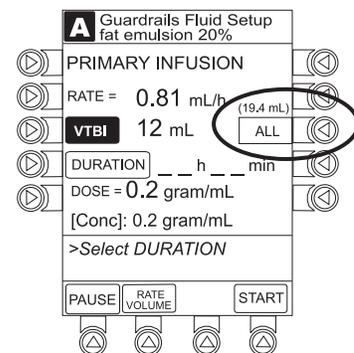 A Guardrails Fluid Setup
fat emulsion 20%
PRIMARY INFUSION
RATE = 0.81 mL/h
(19.4 mL)
VTBI 12 mL ALL
DURATION _ _ h _ _ min
DOSE = 0.2 gram/mL
[Conc]: 0.2 gram/mL
>Select DURATION
PAUSE RATE VOLUME START